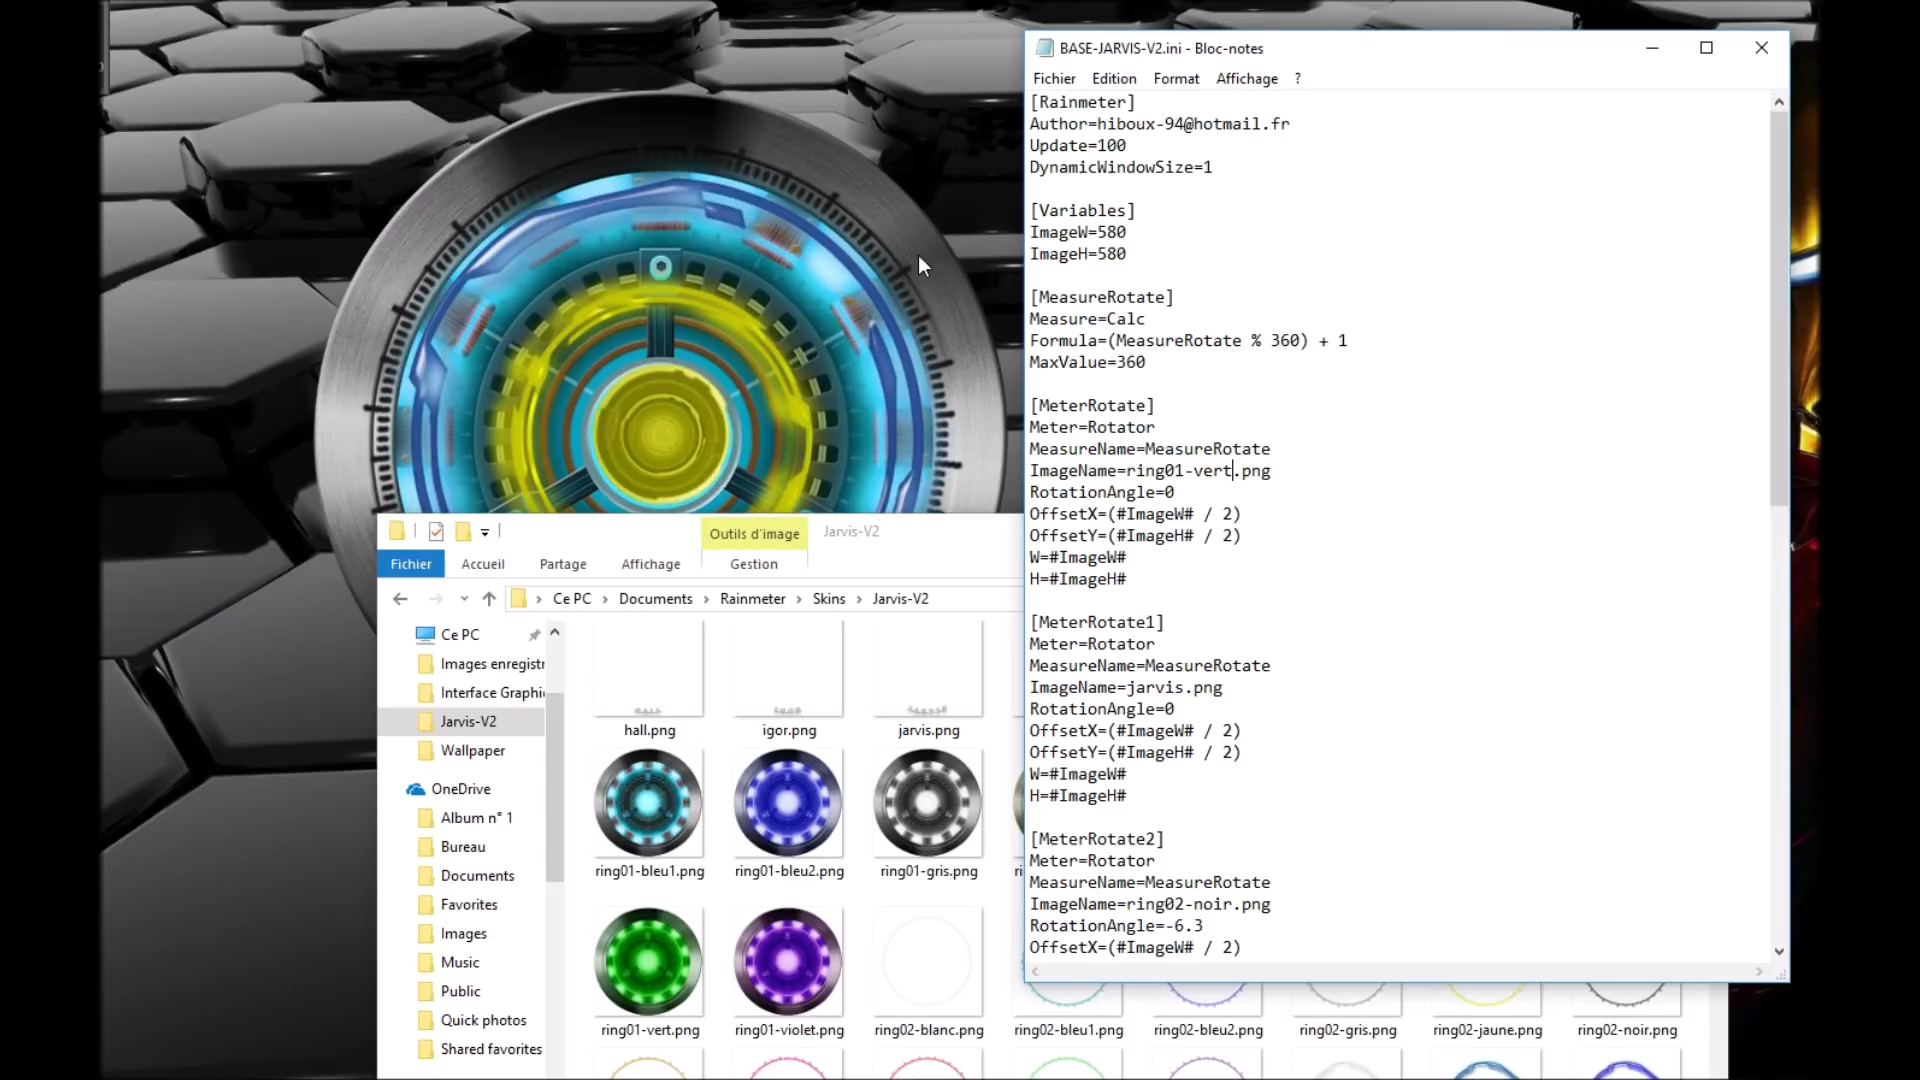 BASE-JARVIS-V2.ini - Bloc-notes
Fichier Edition Format Affichage ?
[Rainmeter]
Author=hiboux-94@hotmail.fr
Update=100
DynamicWindowSize=1
[Variables]
ImageW=580
ImageH=580
[MeasureRotate]
Measure=Calc
Formula=(MeasureRotate % 360) + 1
MaxValue=360
[MeterRotate]
Meter=Rotator
MeasureName=MeasureRotate
ImageName=ring01-vert.png
RotationAngle=0
OffsetX=(#ImageW# / 2)
OffsetY=(#ImageH# / 2)
W=#ImageW#
H=#ImageH#
[MeterRotate1]
Meter=Rotator
MeasureName=MeasureRotate
ImageName=jarvis.png
RotationAngle=0
OffsetX=(#ImageW# / 2)
OffsetY=(#ImageH# / 2)
W=#ImageW#
H=#ImageH#
[MeterRotate2]
Meter=Rotator
MeasureName=MeasureRotate
ImageName=ring02-noir.png
RotationAngle=-6.3
OffsetX=(#ImageW# / 2)
Outils d'image Jarvis-V2
Fichier Accueil Partage Affichage Gestion
Ce PC Documents Rainmeter Skins Jarvis-V2
Ce PC
Images enregistr
Interface Graphi
Jarvis-V2
Wallpaper
OneDrive
Album n° 1
Bureau
Documents
Favorites
Images
Music
Public
Quick photos
Shared favorites
hall.png igor.png jarvis.png
ring01-bleu1.png ring01-bleu2.png ring01-gris.png
ring01-vert.png ring01-violet.png ring02-blanc.png ring02-bleu1.png ring02-bleu2.png ring02-gris.png ring02-jaune.png ring02-noir.png